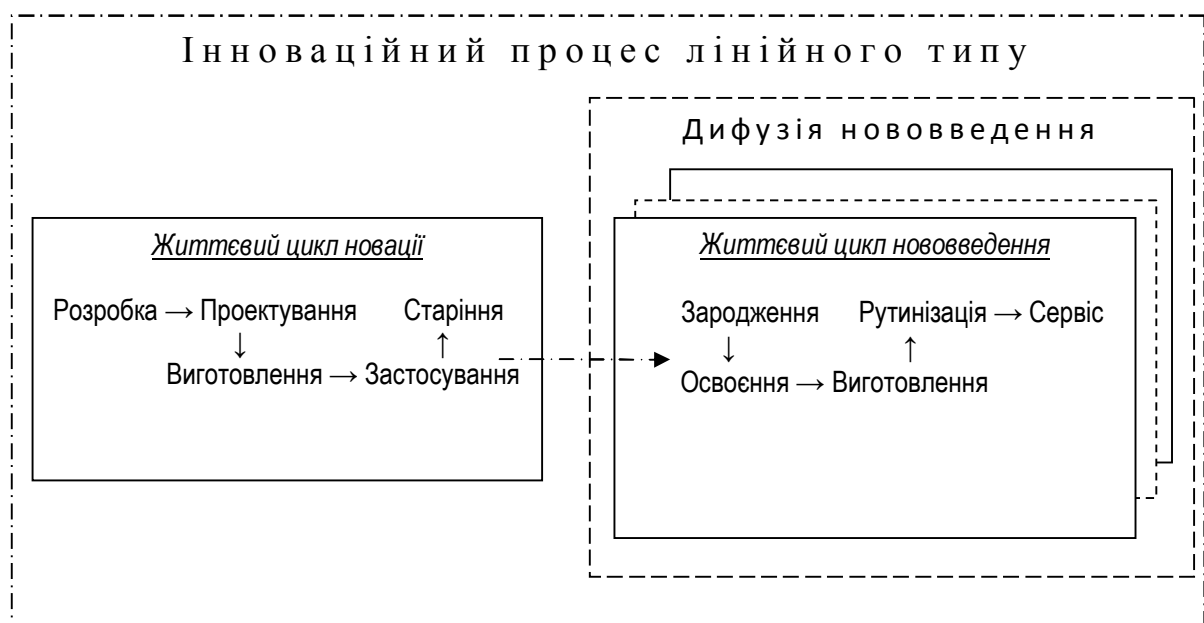 Інноваційний процес лінійного типу
Дифузія нововведення
Життєвий цикл новації
Розробка → Проектування Старіння
↓ ↑
Виготовлення → Застосування
Життєвий цикл нововведення
Зародження Рутинізація → Сервіс
↓ ↑
Освоєння → Виготовлення